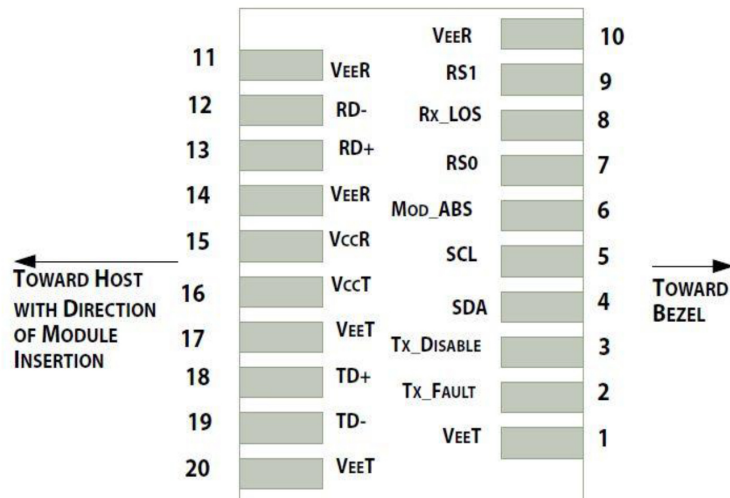 11
VEER
12
RD-
13
RD+
14
VEER
15
VCCR
16
VCCT
17
VEET
18
TD+
19
TD-
20
VEET
VEER
10
RS1
9
RX_LOS
8
RS0
7
MOD_ABS
6
SCL
5
SDA
4
TX_DISABLE
3
TX_FAULT
2
VEET
1
TOWARD HOST
WITH DIRECTION
OF MODULE
INSERTION
TOWARD
BEZEL